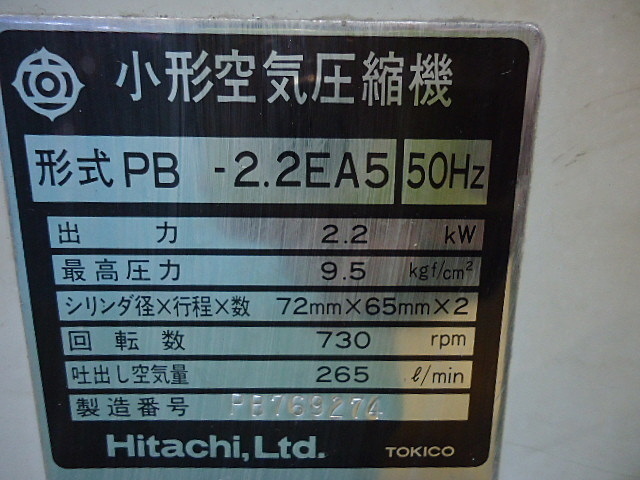 小形空気圧縮機
形式 PB -2.2EA5 50Hz
出力 2.2 kW
最高圧力 9.5 kgf/cm²
シリンダ径×行程×数 72mm×65mm×2
回転数 730 rpm
吐出し空気量 265 ℓ/min
製造番号 PB769274
Hitachi, Ltd. TOKICO